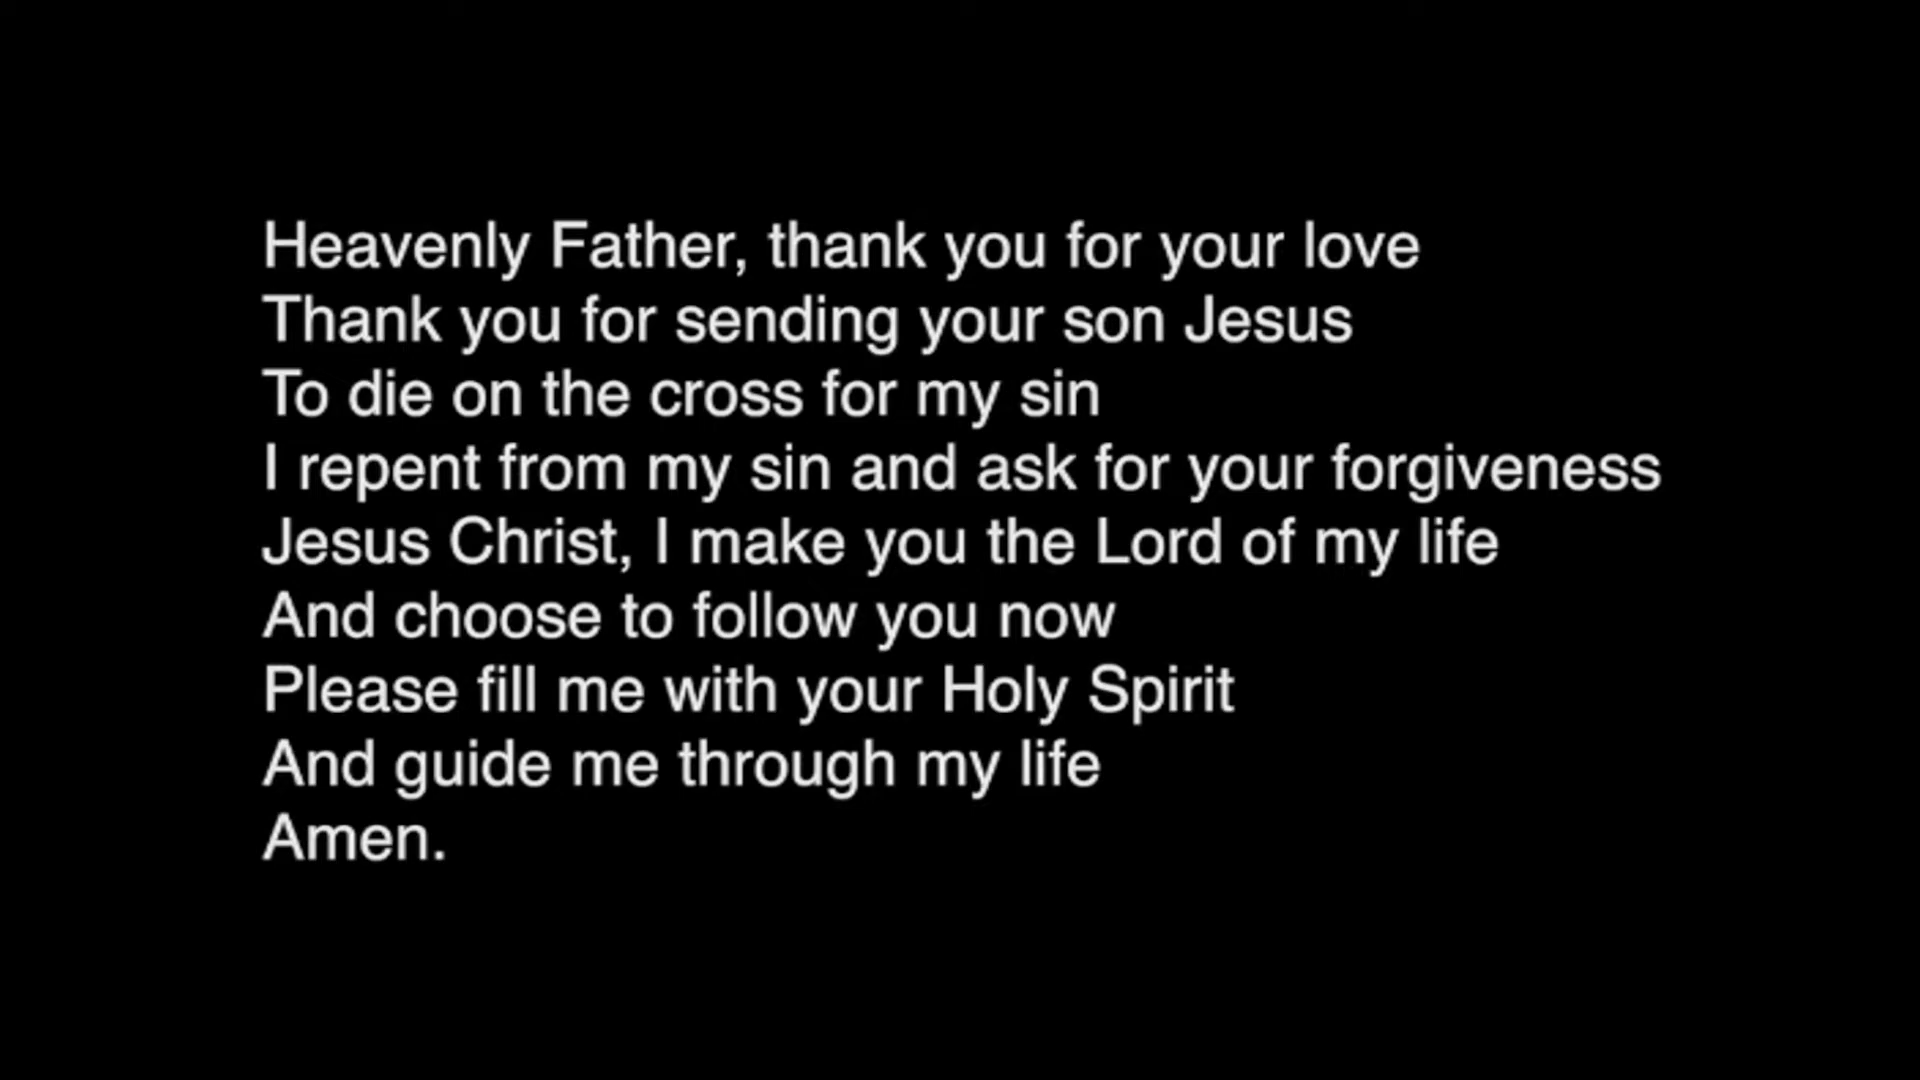 Heavenly Father, thank you for your love
Thank you for sending your son Jesus
To die on the cross for my sin
I repent from my sin and ask for your forgiveness
Jesus Christ, I make you the Lord of my life
And choose to follow you now
Please fill me with your Holy Spirit
And guide me through my life
Amen.